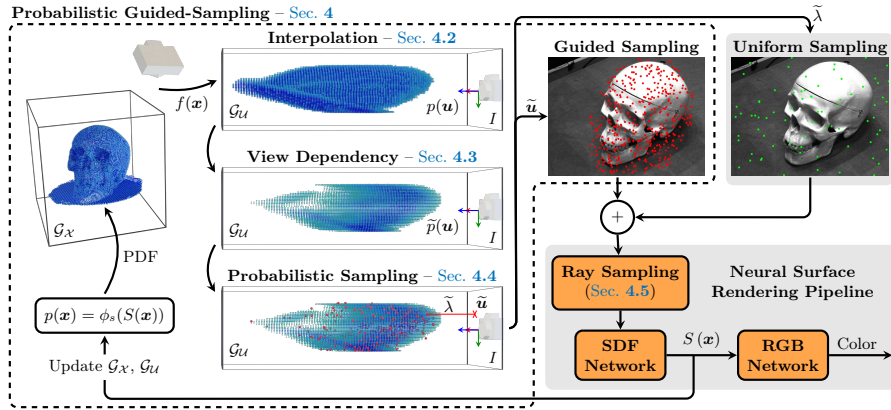 Probabilistic Guided-Sampling – Sec. 4
Interpolation – Sec. 4.2
f(x)
𝒢𝒰
p(u)
I
View Dependency – Sec. 4.3
𝒢𝒰
p̃(u)
I
Probabilistic Sampling – Sec. 4.4
𝒢𝒰
λ̃
ũ
I
𝒢𝒳
PDF
p(x) = ϕₛ(S(x))
Update 𝒢𝒳, 𝒢𝒰
ũ
Guided Sampling
λ̃
Uniform Sampling
+
Ray Sampling
(Sec. 4.5)
Neural Surface
Rendering Pipeline
SDF
Network
S(x)
RGB
Network
Color